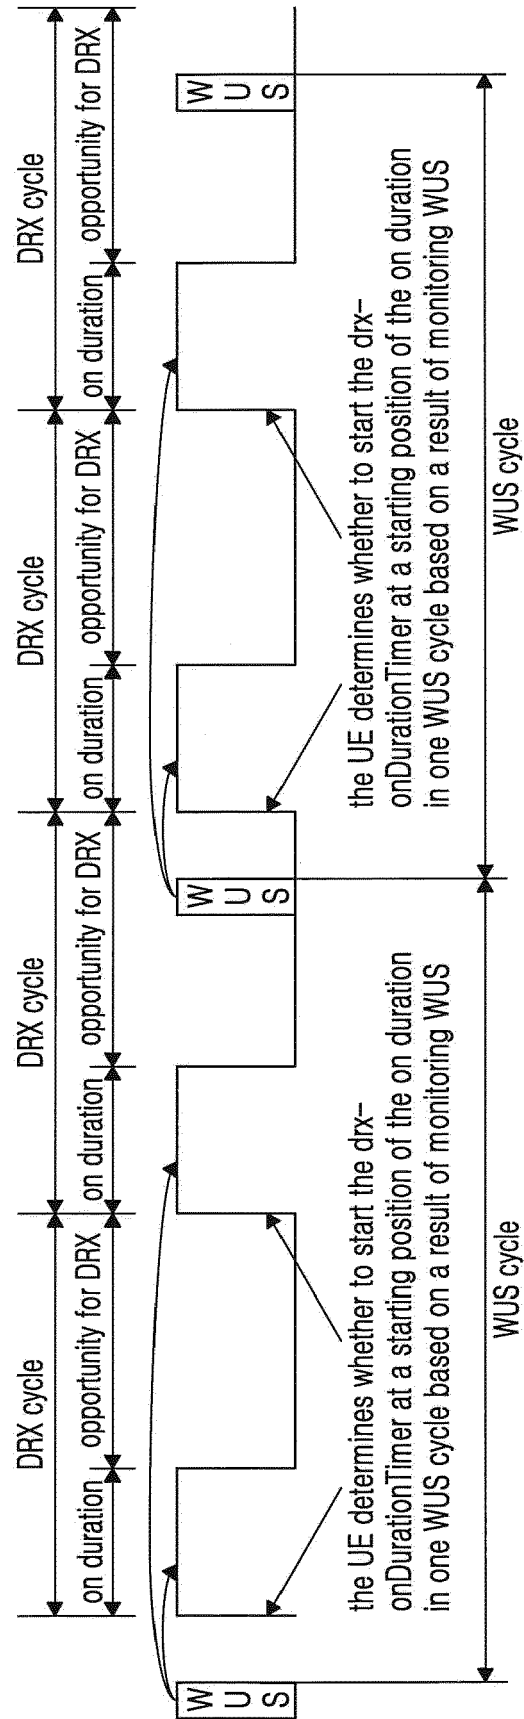 DRX cycle
DRX cycle
DRX cycle
DRX cycle
on duration
opportunity for DRX
on duration
opportunity for DRX
on duration
opportunity for DRX
on duration
opportunity for DRX
WUS
WUS
WUS
the UE determines whether to start the drx–
onDurationTimer at a starting position of the on duration
in one WUS cycle based on a result of monitoring WUS
the UE determines whether to start the drx–
onDurationTimer at a starting position of the on duration
in one WUS cycle based on a result of monitoring WUS
WUS cycle
WUS cycle